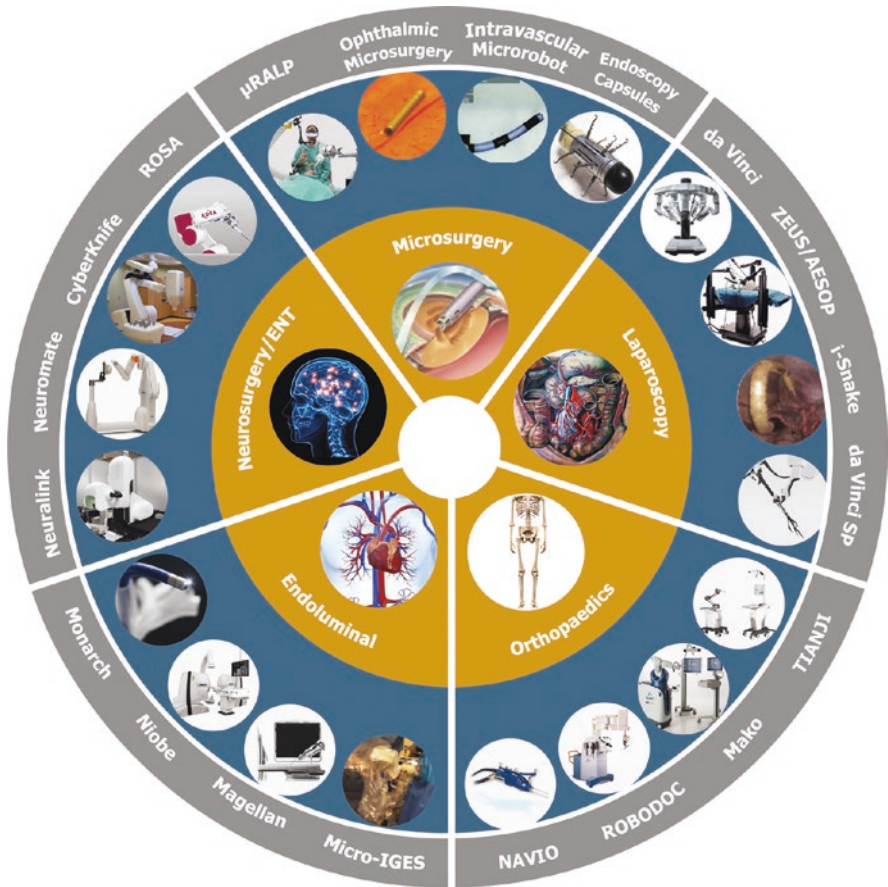 µRALP
Ophthalmic
Microsurgery
Intravascular
Microrobot
Endoscopy
Capsules
da Vinci
ZEUS/AESOP
i-Snake
da Vinci SP
TIANJI
Mako
ROBODOC
NAVIO
Micro-IGES
Magellan
Niobe
Monarch
Neuralink
Neuromate
CyberKnife
ROSA
Microsurgery
Laparoscopy
Orthopaedics
Endoluminal
Neurosurgery/ENT